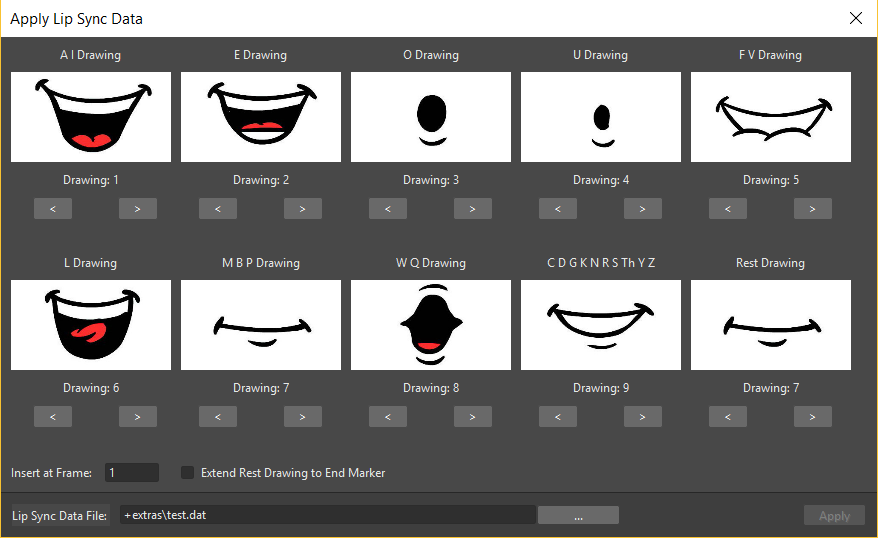 Apply Lip Sync Data
A I Drawing E Drawing O Drawing U Drawing F V Drawing
Drawing: 1 Drawing: 2 Drawing: 3 Drawing: 4 Drawing: 5
< > < > < > < > < >
L Drawing M B P Drawing W Q Drawing C D G K N R S Th Y Z Rest Drawing
Drawing: 6 Drawing: 7 Drawing: 8 Drawing: 9 Drawing: 7
< > < > < > < > < >
Insert at Frame: 1 Extend Rest Drawing to End Marker
Lip Sync Data File: +extras\test.dat ... Apply